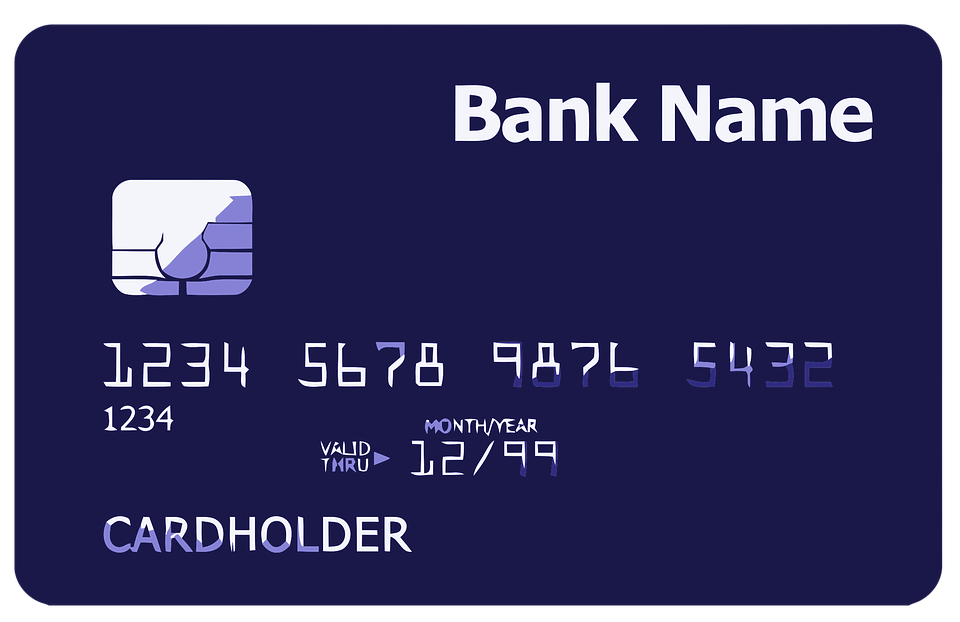 Bank Name
1234 5678 9876 5432
1234
MONTH/YEAR
VALID
THRU
12/99
CARDHOLDER